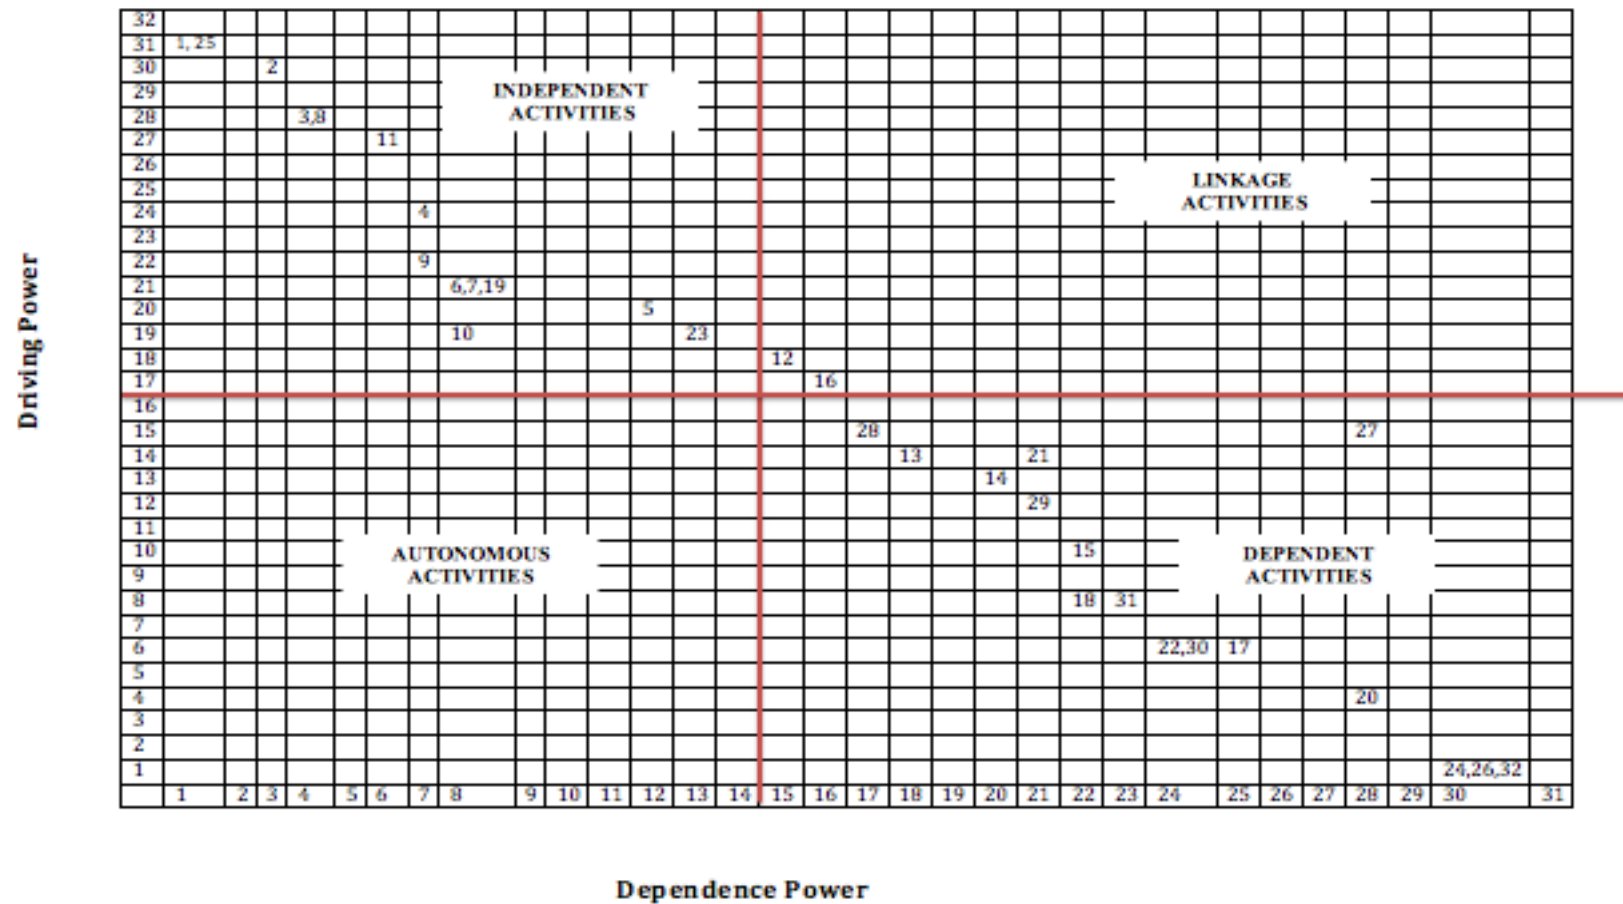 32
31 1, 25
30 2
29 INDEPENDENT
ACTIVITIES
28 3,8
27 11
26
25 LINKAGE
ACTIVITIES
24 4
23
22 9
21 6,7,19
20 5
19 10 23
18 12
17 16
16
15 28 27
14 13 21
13 14
12 29
11
10 AUTONOMOUS 15 DEPENDENT
9 ACTIVITIES ACTIVITIES
8 18 31
7
6 22,30 17
5
4 20
3
2
1 24,26,32
1 2 3 4 5 6 7 8 9 10 11 12 13 14 15 16 17 18 19 20 21 22 23 24 25 26 27 28 29 30 31
Driving Power
Dependence Power